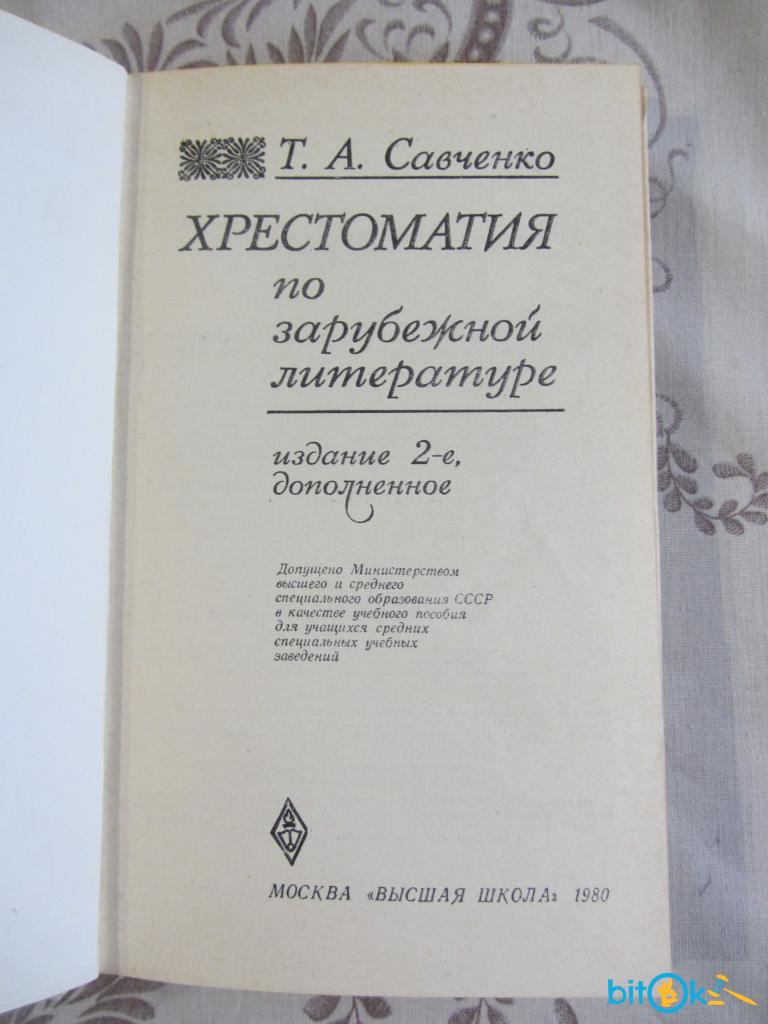 Т. А. Савченко
ХРЕСТОМАТИЯ
по
зарубежной
литературе
издание 2-е,
дополненное
Допущено Министерством
высшего и среднего
специального образования СССР
в качестве учебного пособия
для учащихся средних
специальных учебных
заведений
МОСКВА «ВЫСШАЯ ШКОЛА» 1980
bitOk